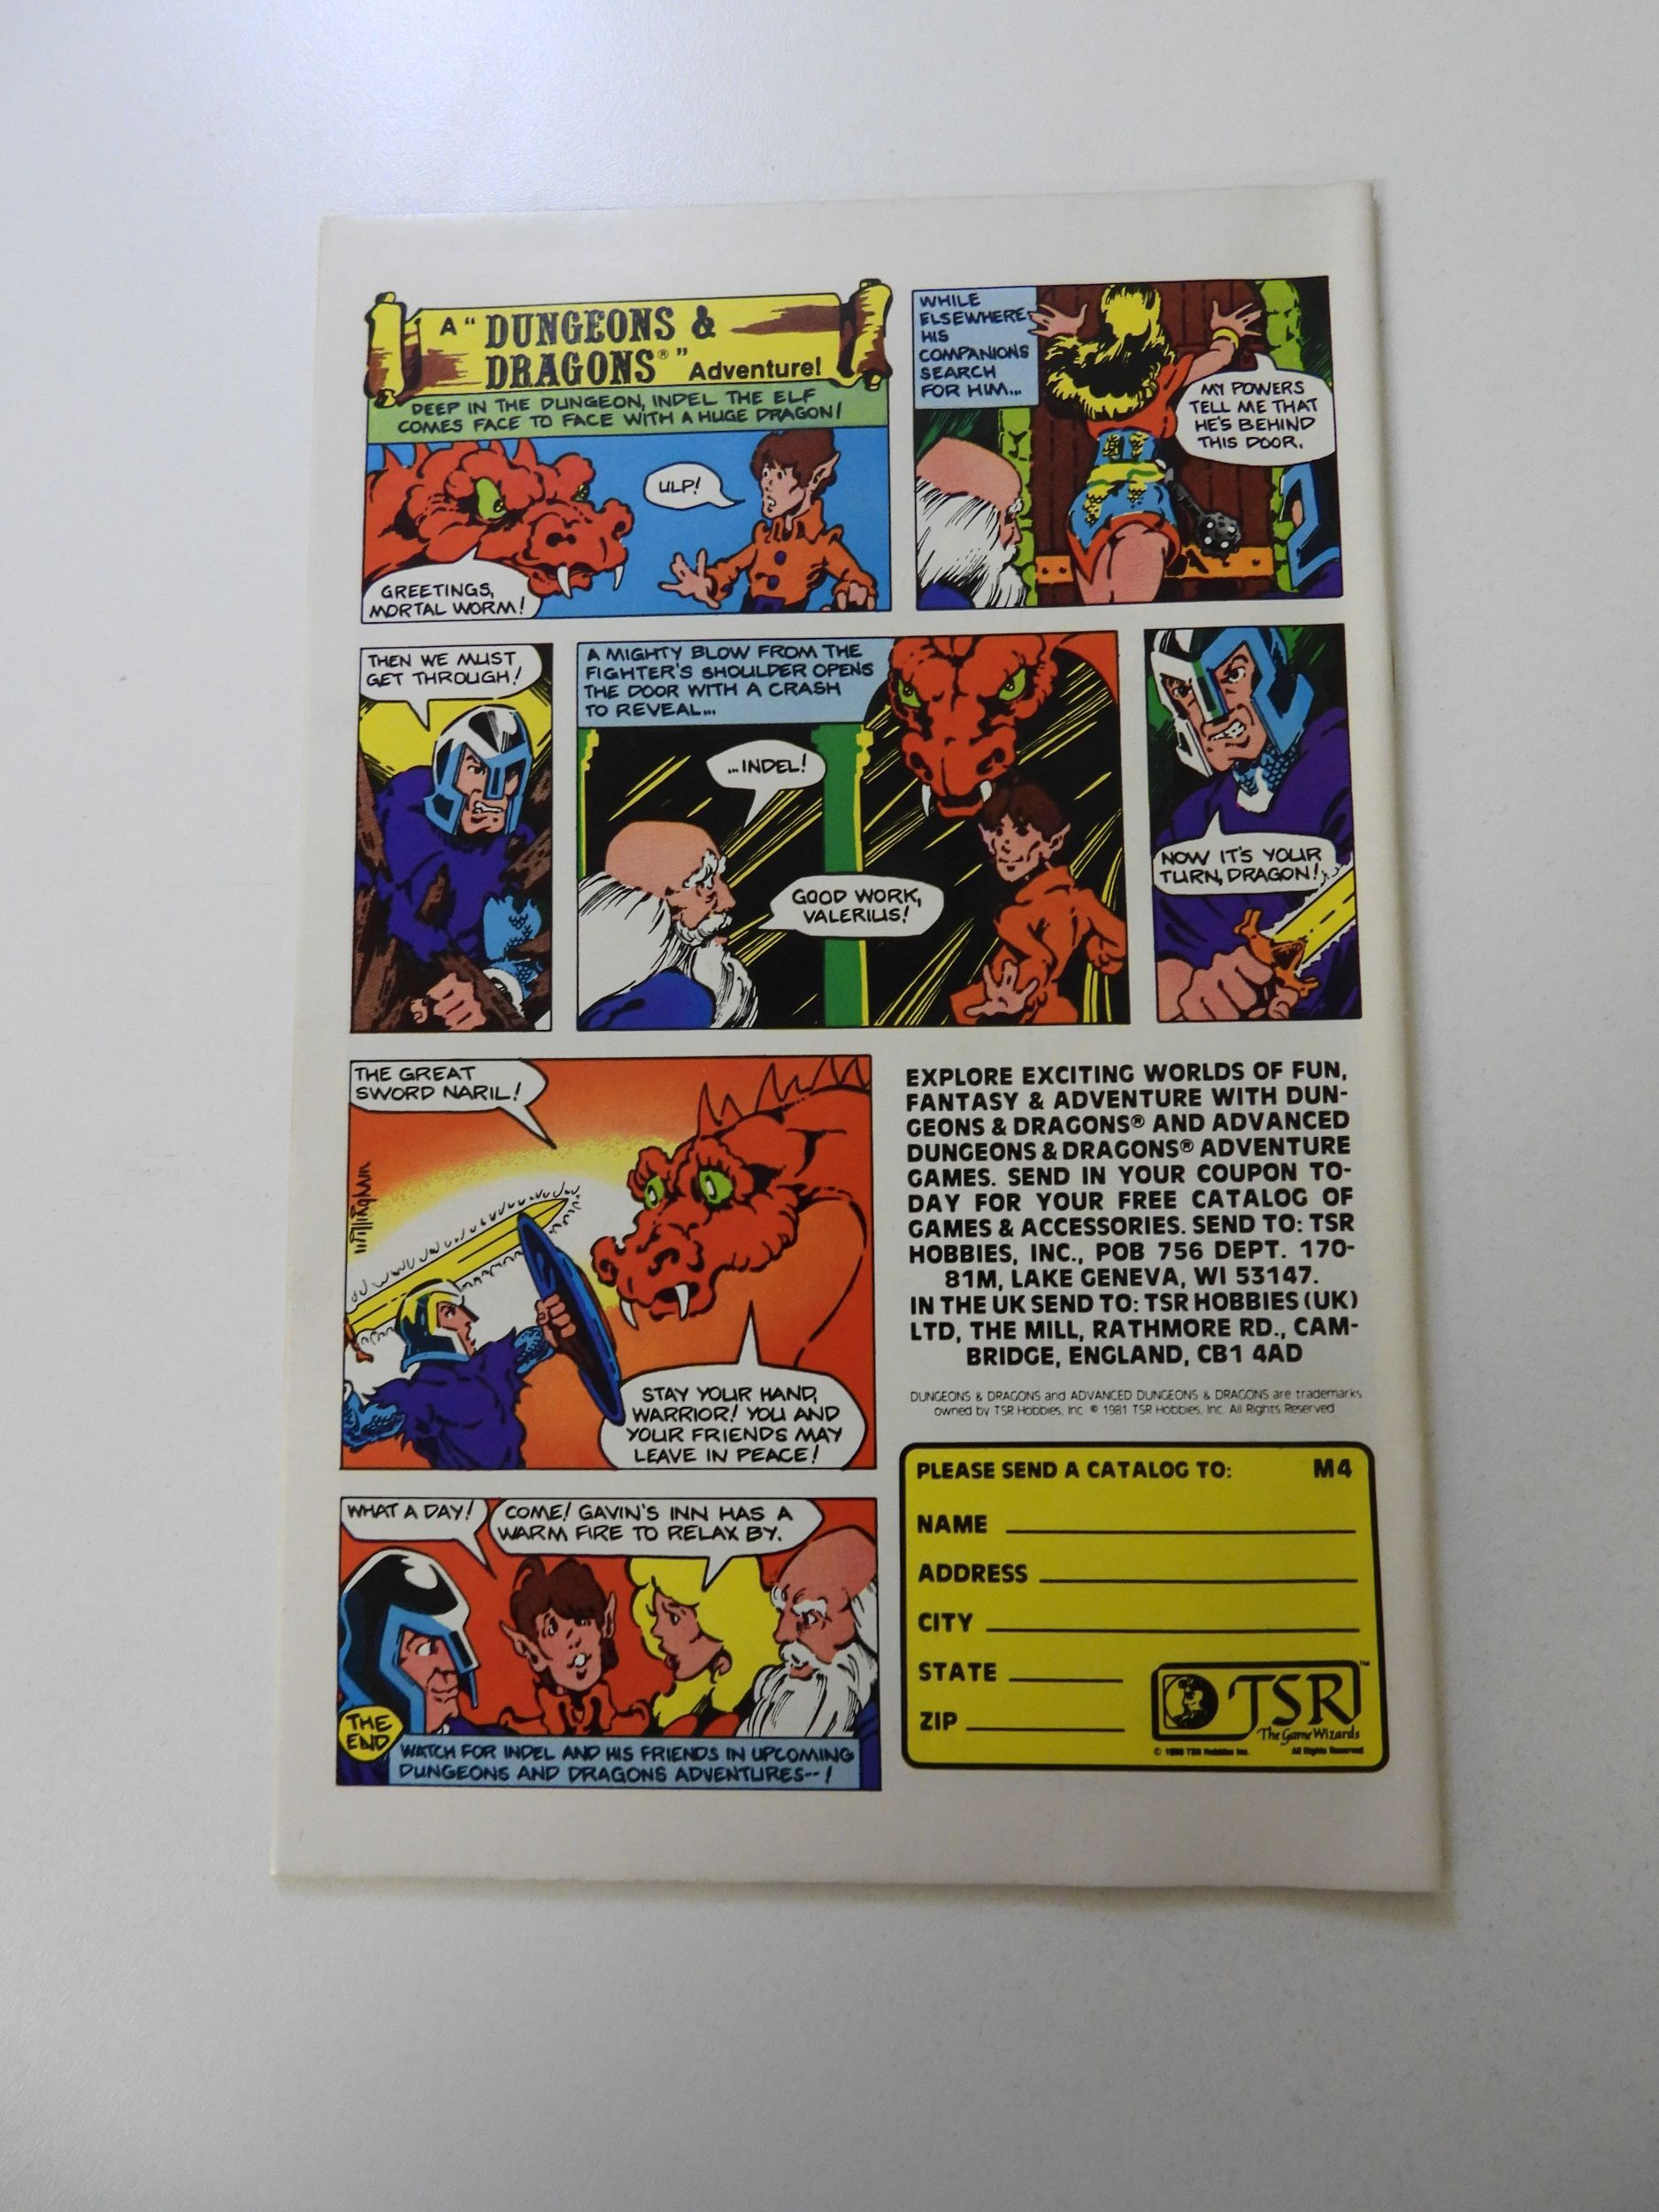 A "DUNGEONS &
DRAGONS®" Adventure!
DEEP IN THE DUNGEON, INDEL THE ELF
COMES FACE TO FACE WITH A HUGE DRAGON!
ULP!
GREETINGS,
MORTAL WORM!
WHILE
ELSEWHERE
HIS
COMPANIONS
SEARCH
FOR HIM...
MY POWERS
TELL ME THAT
HE'S BEHIND
THIS DOOR.
THEN WE MUST
GET THROUGH!
A MIGHTY BLOW FROM THE
FIGHTER'S SHOULDER OPENS
THE DOOR WITH A CRASH
TO REVEAL...
...INDEL!
GOOD WORK,
VALERIUS!
NOW IT'S YOUR
TURN, DRAGON!
THE GREAT
SWORD NARIL!
Willingham
STAY YOUR HAND,
WARRIOR! YOU AND
YOUR FRIENDS MAY
LEAVE IN PEACE!
WHAT A DAY!
COME! GAVIN'S INN HAS A
WARM FIRE TO RELAX BY.
THE
END
WATCH FOR INDEL AND HIS FRIENDS IN UPCOMING
DUNGEONS AND DRAGONS ADVENTURES--!
EXPLORE EXCITING WORLDS OF FUN,
FANTASY & ADVENTURE WITH DUN-
GEONS & DRAGONS® AND ADVANCED
DUNGEONS & DRAGONS® ADVENTURE
GAMES. SEND IN YOUR COUPON TO-
DAY FOR YOUR FREE CATALOG OF
GAMES & ACCESSORIES. SEND TO: TSR
HOBBIES, INC., POB 756 DEPT. 170-
81M, LAKE GENEVA, WI 53147.
IN THE UK SEND TO: TSR HOBBIES (UK)
LTD, THE MILL, RATHMORE RD., CAM-
BRIDGE, ENGLAND, CB1 4AD
DUNGEONS & DRAGONS and ADVANCED DUNGEONS & DRAGONS are trademarks
owned by TSR Hobbies, Inc © 1981 TSR Hobbies, Inc. All Rights Reserved
PLEASE SEND A CATALOG TO: M4
NAME
ADDRESS
CITY
STATE
ZIP
TSR™
The Game Wizards
© 1980 TSR Hobbies Inc. All Rights Reserved